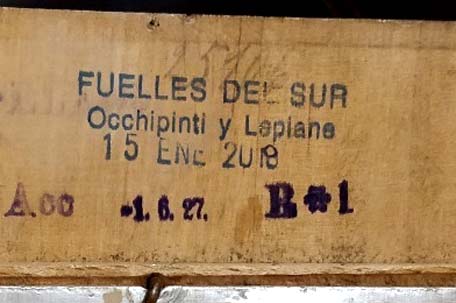 FUELLES DEL SUR
Occhipinti y Lepiane
15 ENE 2018
Acc -1.6.27. B#1